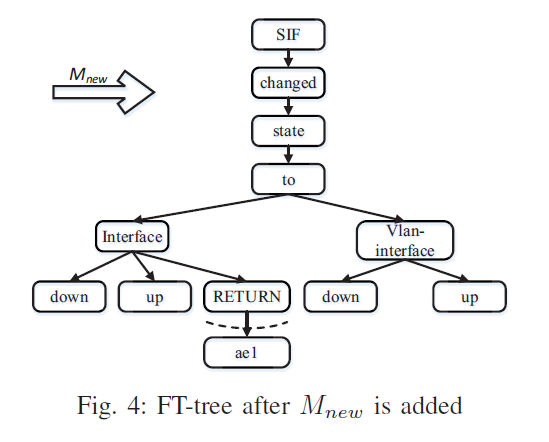 SIF
M_new
changed
state
to
Interface
Vlan-
interface
down
up
RETURN
down
up
ae1
Fig. 4: FT-tree after M_new is added